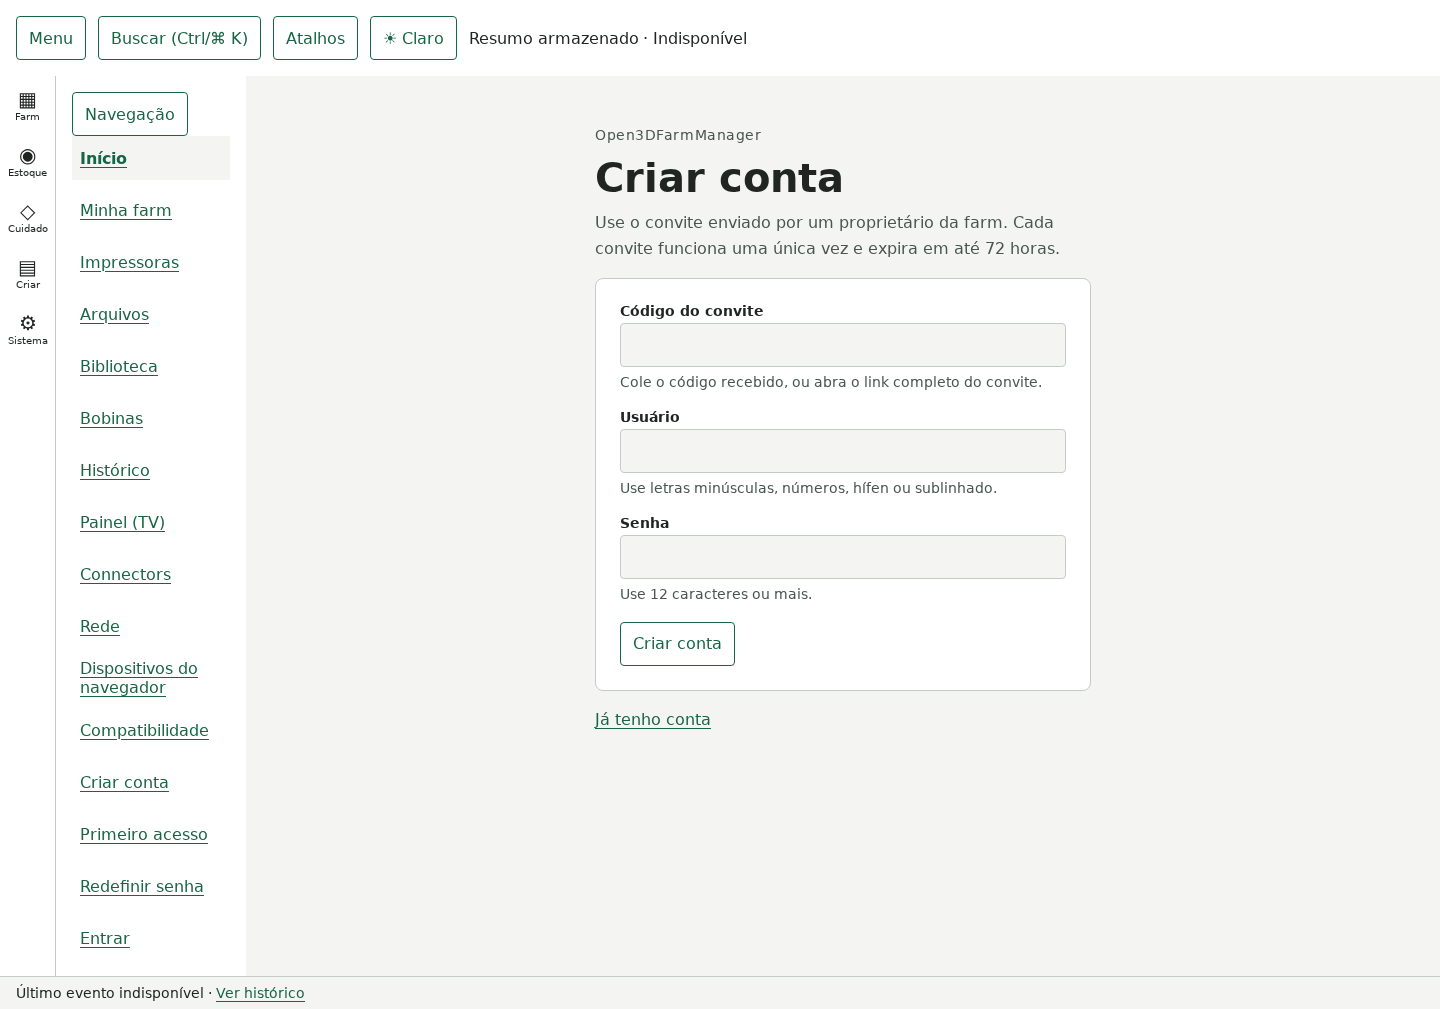 Menu
Buscar (Ctrl/⌘ K)
Atalhos
☀ Claro
Resumo armazenado · Indisponível
Farm
Estoque
Cuidado
Criar
Sistema
Navegação
Início
Minha farm
Impressoras
Arquivos
Biblioteca
Bobinas
Histórico
Painel (TV)
Connectors
Rede
Dispositivos do
navegador
Compatibilidade
Criar conta
Primeiro acesso
Redefinir senha
Entrar
Open3DFarmManager
Criar conta
Use o convite enviado por um proprietário da farm. Cada
convite funciona uma única vez e expira em até 72 horas.
Código do convite
Cole o código recebido, ou abra o link completo do convite.
Usuário
Use letras minúsculas, números, hífen ou sublinhado.
Senha
Use 12 caracteres ou mais.
Criar conta
Já tenho conta
Último evento indisponível · Ver histórico